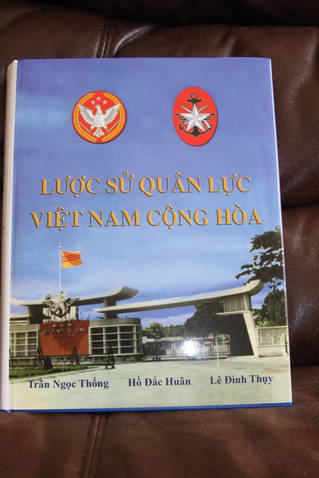 LƯỢC SỬ QUÂN LỰC
VIỆT NAM CỘNG HÒA
Trần Ngọc Thống Hồ Đắc Huân Lê Đình Thụy